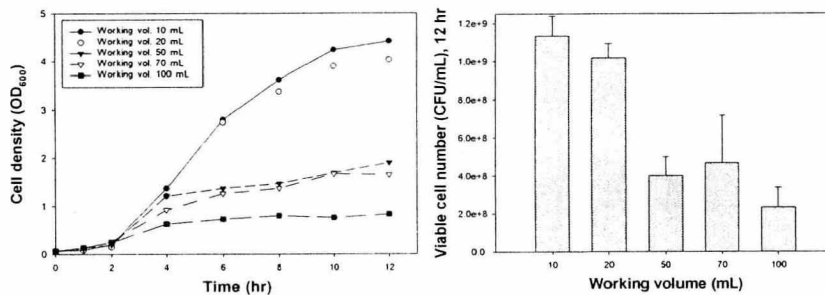 Working vol. 10 mL
Working vol. 20 mL
Working vol. 50 mL
Working vol. 70 mL
Working vol. 100 mL
Cell density (OD600)
5
4
3
2
1
0
0 2 4 6 8 10 12
Time (hr)
Viable cell number (CFU/mL), 12 hr
1.2e+9
1.0e+9
8.0e+8
6.0e+8
4.0e+8
2.0e+8
0.0
10 20 50 70 100
Working volume (mL)